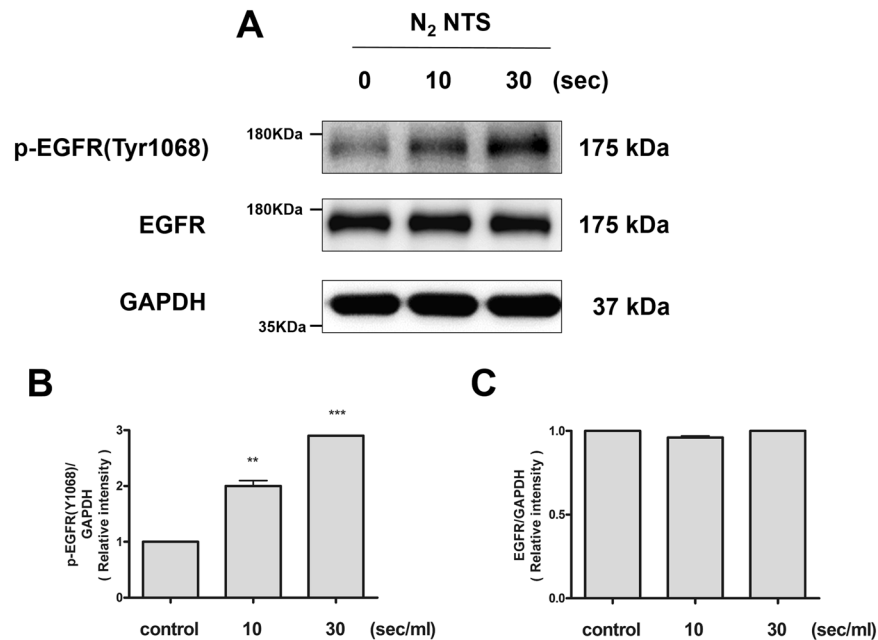 A
N₂ NTS
0 10 30 (sec)
p-EGFR(Tyr1068) 180KDa 175 kDa
EGFR 180KDa 175 kDa
GAPDH 35KDa 37 kDa
B
p-EGFR(Y1068)/
GAPDH
( Relative intensity )
3
2
1
0
**
***
control 10 30 (sec/ml)
C
EGFR/GAPDH
( Relative intensity )
1.0
0.5
0.0
control 10 30 (sec/ml)